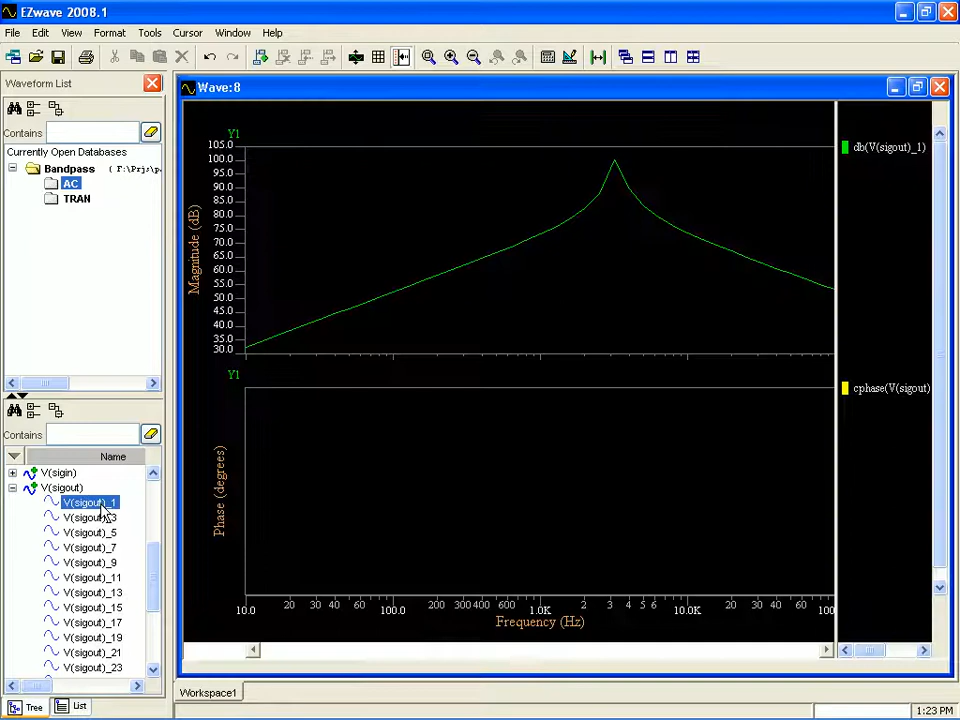 EZwave 2008.1
File Edit View Format Tools Cursor Window Help
Waveform List
Contains
Currently Open Databases
Bandpass ( F:\Prjs\p.
AC
TRAN
Contains
Name
V(sigin)
V(sigout)
V(sigout)_1
V(sigout)_3
V(sigout)_5
V(sigout)_7
V(sigout)_9
V(sigout)_11
V(sigout)_13
V(sigout)_15
V(sigout)_17
V(sigout)_19
V(sigout)_21
V(sigout)_23
Tree List
Wave:8
Y1
105.0
100.0
95.0
90.0
85.0
80.0
75.0
70.0
65.0
60.0
55.0
50.0
45.0
40.0
35.0
30.0
Magnitude (dB)
db(V(sigout)_1)
Y1
Phase (degrees)
cphase(V(sigout)
10.0 20 30 40 60 100.0 200 300 400 600 1.0K 2 3 4 5 6 10.0K 20 30 40 60 100
Frequency (Hz)
Workspace1
1:23 PM